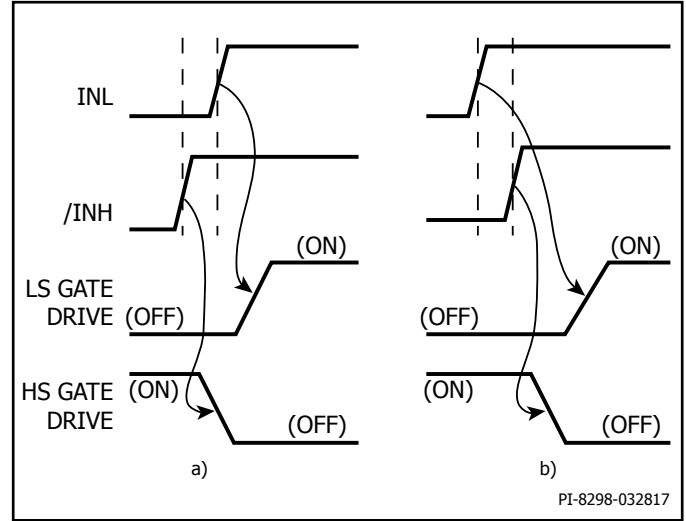 INL
/INH
(ON)
(ON)
LS GATE
DRIVE
(OFF)
(OFF)
HS GATE
DRIVE
(ON)
(ON)
(OFF)
(OFF)
a)
b)
PI-8298-032817